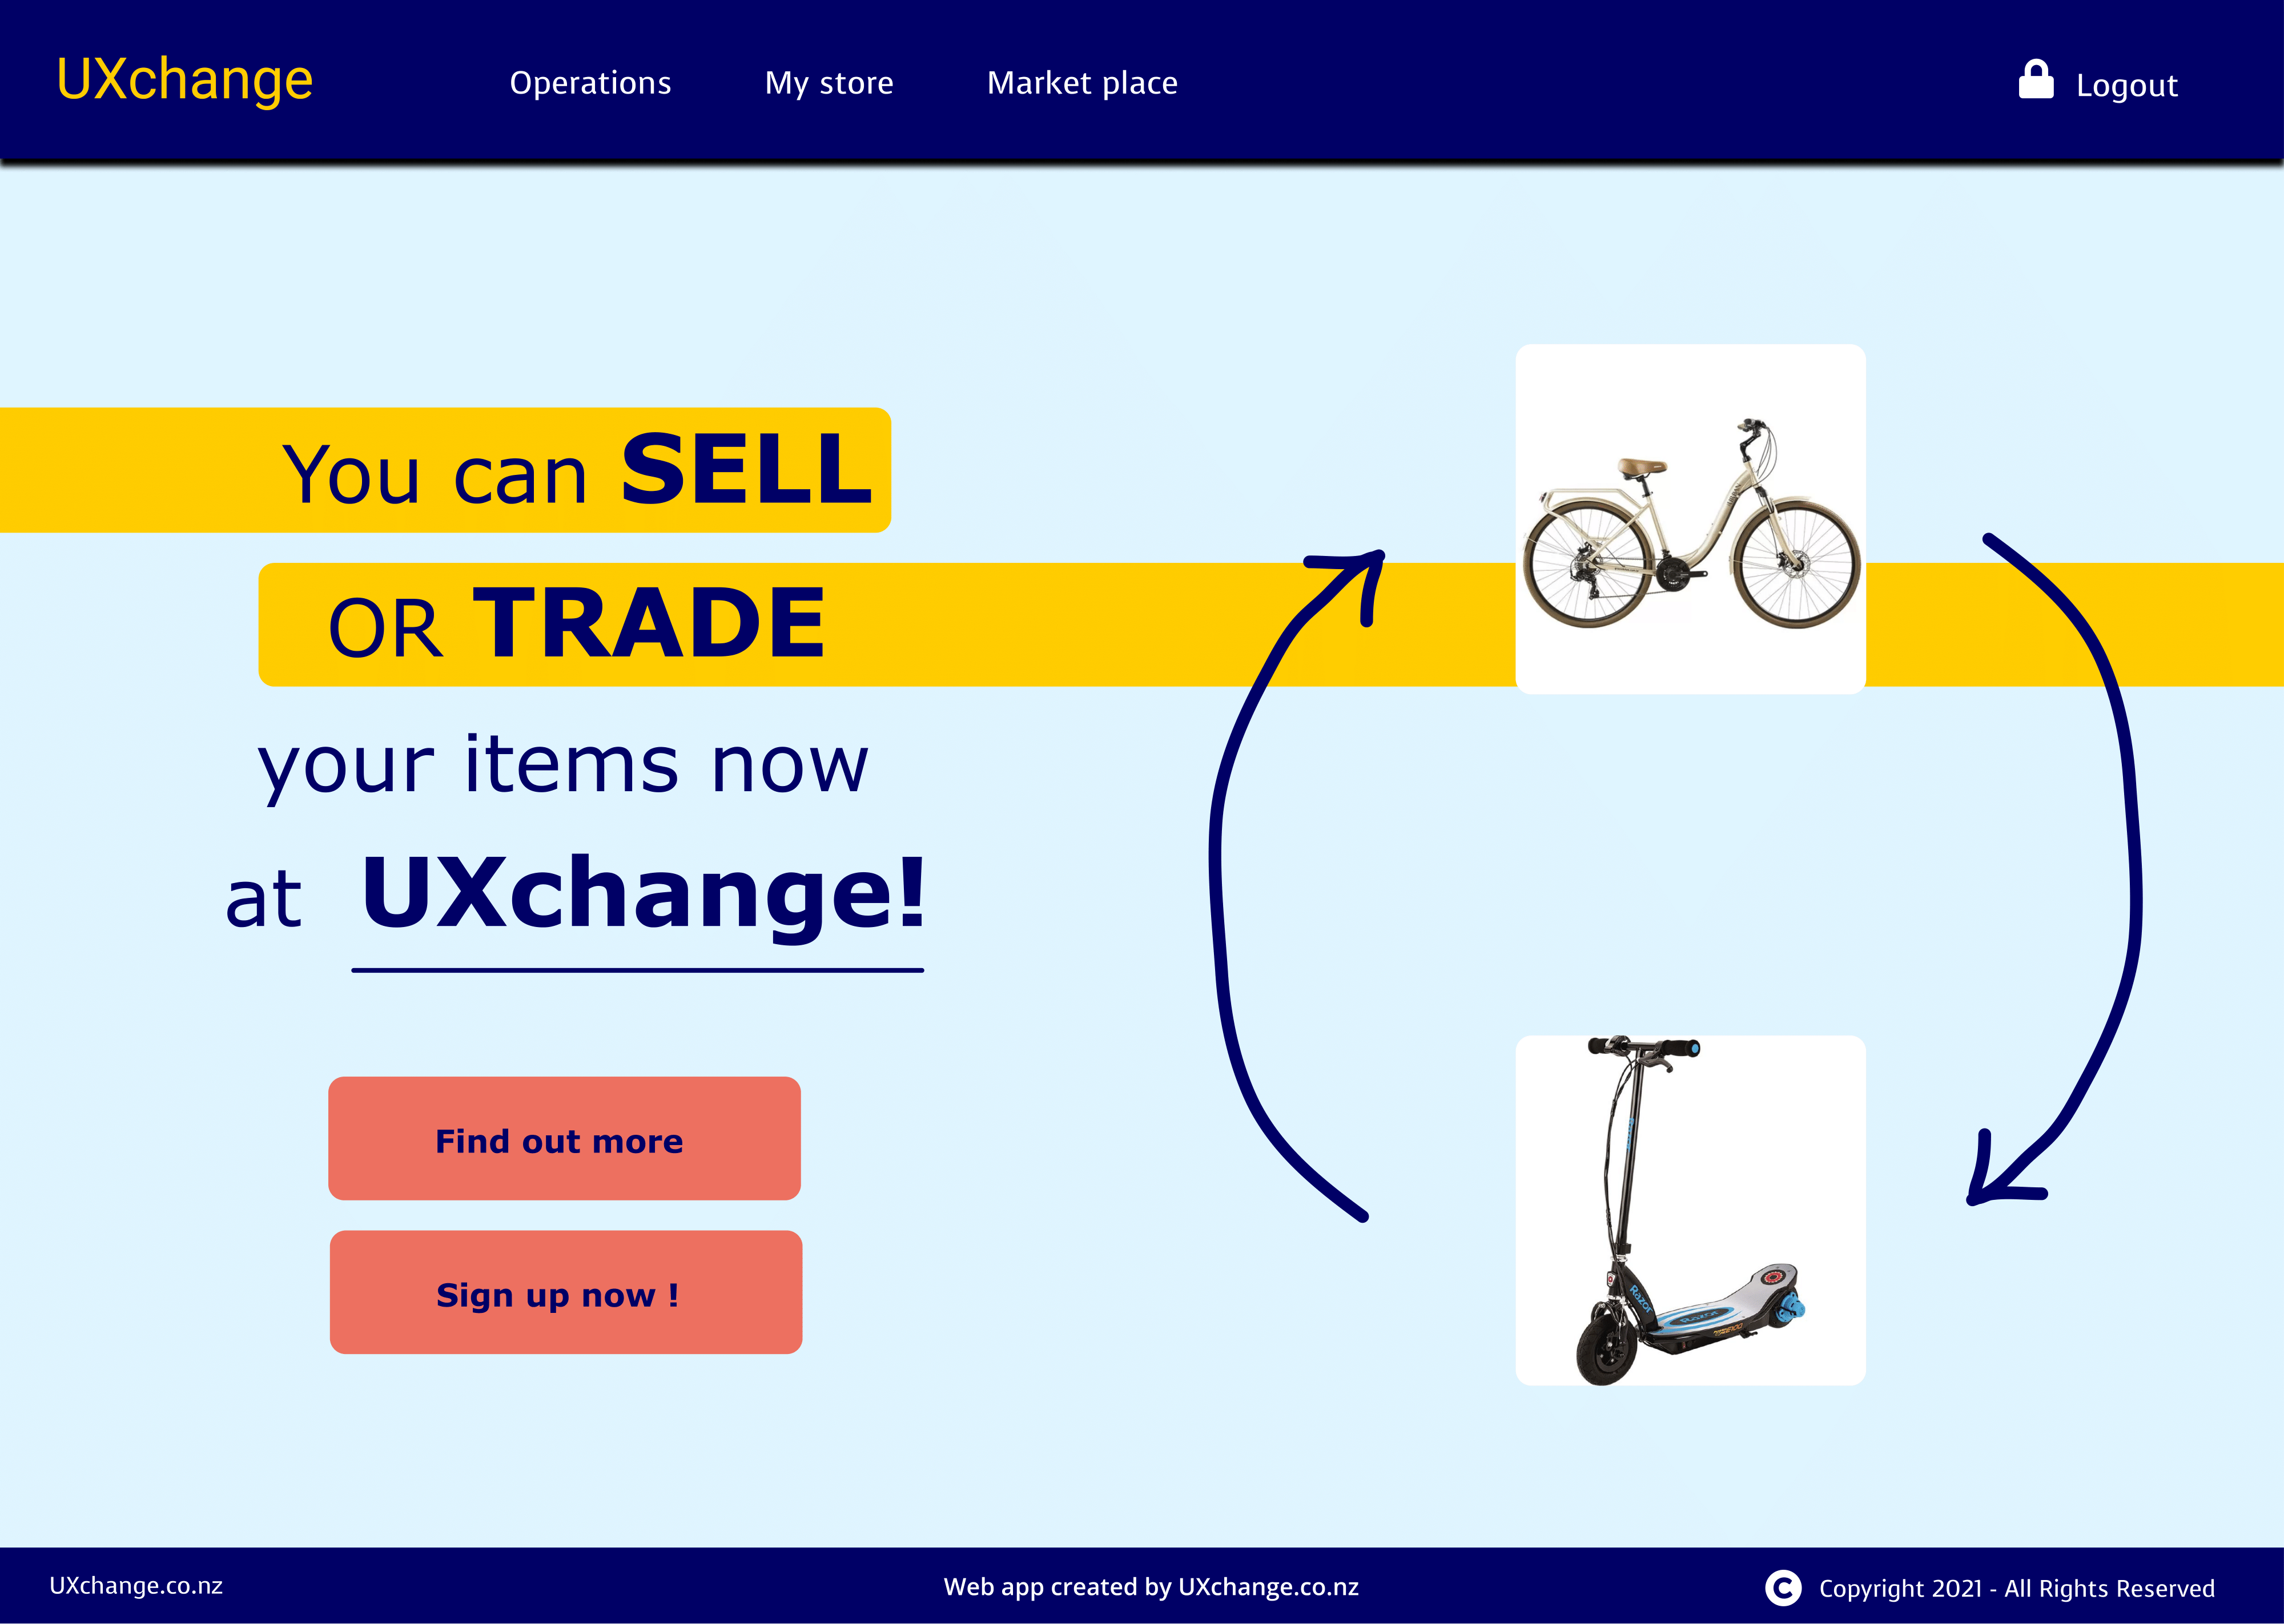 UXchange
Operations
My store
Market place
Logout
You can SELL
OR TRADE
your items now
at UXchange!
Find out more
Sign up now !
Razor
UXchange.co.nz
Web app created by UXchange.co.nz
Copyright 2021 - All Rights Reserved